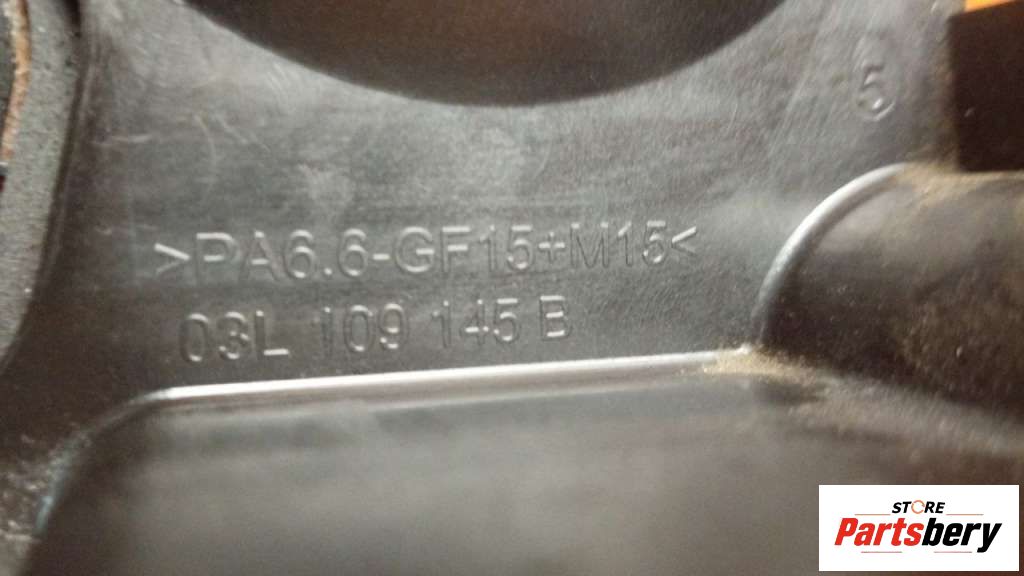 5
>PA6.6-GF15+M15<
03L 109 145 B
STORE
Partsbery